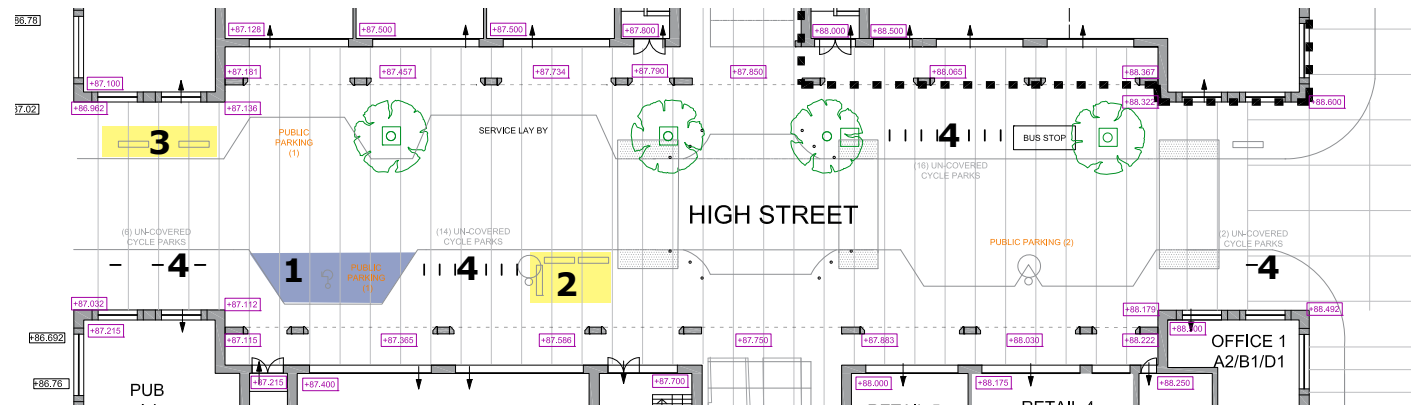 86.78
+87.128
+87.500
+87.500
+87.800
+88.000
+88.500
+87.100
+87.181
+87.457
+87.734
+87.790
+87.850
+88.065
+88.367
87.02
+86.962
+87.136
+88.322
+88.600
3
PUBLIC
PARKING
(1)
SERVICE LAY BY
4
BUS STOP
(16) UN-COVERED
CYCLE PARKS
HIGH STREET
(6) UN-COVERED
CYCLE PARKS
(14) UN-COVERED
CYCLE PARKS
PUBLIC PARKING (2)
(2) UN-COVERED
CYCLE PARKS
4
1
PUBLIC
PARKING
4
2
4
+87.032
+87.112
+88.179
+88.492
+87.215
+87.115
+87.365
+87.586
+87.750
+87.883
+88.030
+88.222
+86.692
OFFICE 1
A2/B1/D1
+86.76
PUB
+87.215
+87.400
+87.700
+88.000
+88.175
+88.250
RETAIL 4